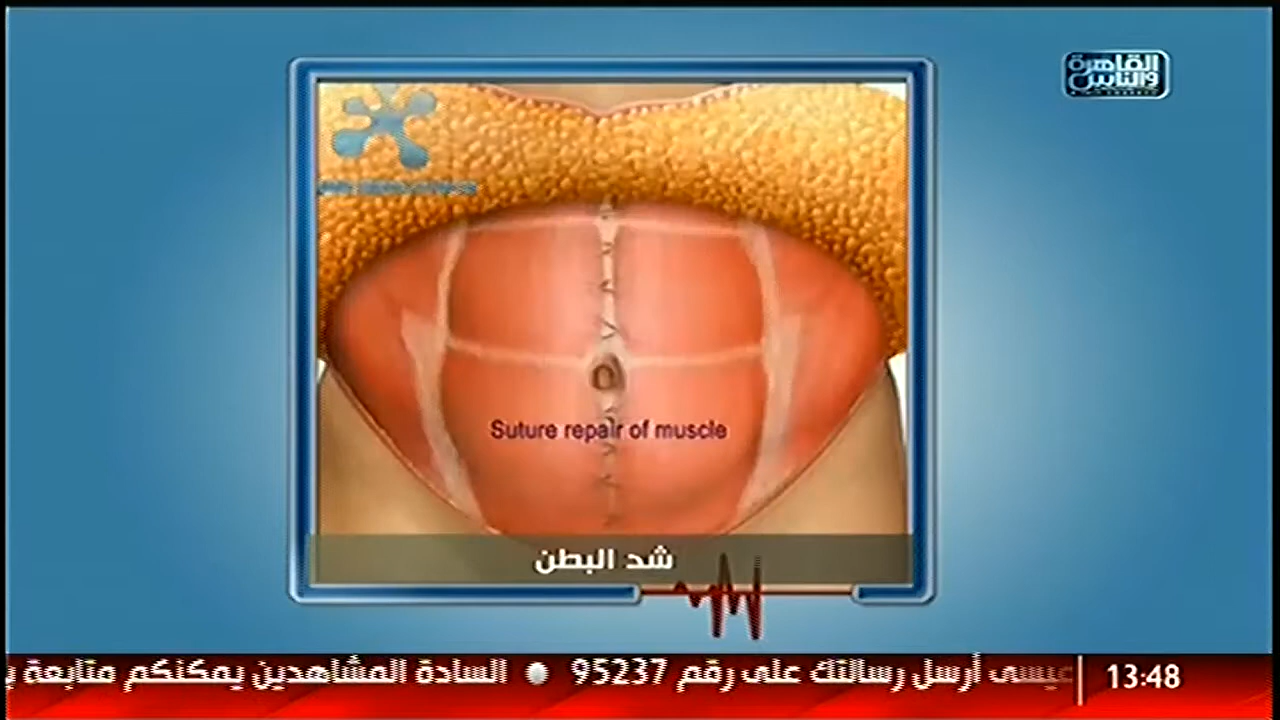 القاهرة
والناس
Suture repair of muscle
شد البطن
عيسى أرسل رسالتك على رقم 95237 ● السادة المشاهدين يمكنكم متابعة
13:48